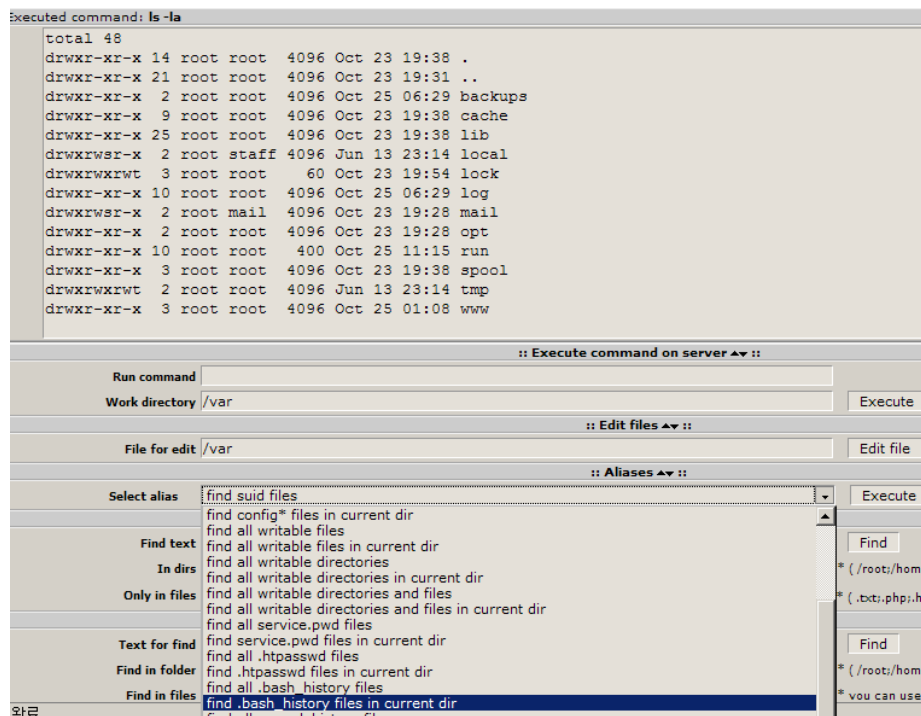 Executed command: ls -la
total 48
drwxr-xr-x 14 root root 4096 Oct 23 19:38 .
drwxr-xr-x 21 root root 4096 Oct 23 19:31 ..
drwxr-xr-x 2 root root 4096 Oct 25 06:29 backups
drwxr-xr-x 9 root root 4096 Oct 23 19:38 cache
drwxr-xr-x 25 root root 4096 Oct 23 19:38 lib
drwxrwsr-x 2 root staff 4096 Jun 13 23:14 local
drwxrwxrwt 3 root root 60 Oct 23 19:54 lock
drwxr-xr-x 10 root root 4096 Oct 25 06:29 log
drwxrwsr-x 2 root mail 4096 Oct 23 19:28 mail
drwxr-xr-x 2 root root 4096 Oct 23 19:28 opt
drwxr-xr-x 10 root root 400 Oct 25 11:15 run
drwxr-xr-x 3 root root 4096 Oct 23 19:38 spool
drwxrwxrwt 2 root root 4096 Jun 13 23:14 tmp
drwxr-xr-x 3 root root 4096 Oct 25 01:08 www
:: Execute command on server ::
Run command
Work directory /var Execute
:: Edit files ::
File for edit /var Edit file
:: Aliases ::
Select alias find suid files Execute
find config* files in current dir
find all writable files
Find text find all writable files in current dir Find
find all writable directories
In dirs find all writable directories in current dir * ( /root;/hom
Only in files find all writable directories and files * ( .txt;.php;.h
find all writable directories and files in current dir
find all service.pwd files
Text for find find service.pwd files in current dir Find
find all .htpasswd files
Find in folder find .htpasswd files in current dir * ( /root;/hom
find all .bash_history files
Find in files find .bash_history files in current dir * you can use
완료